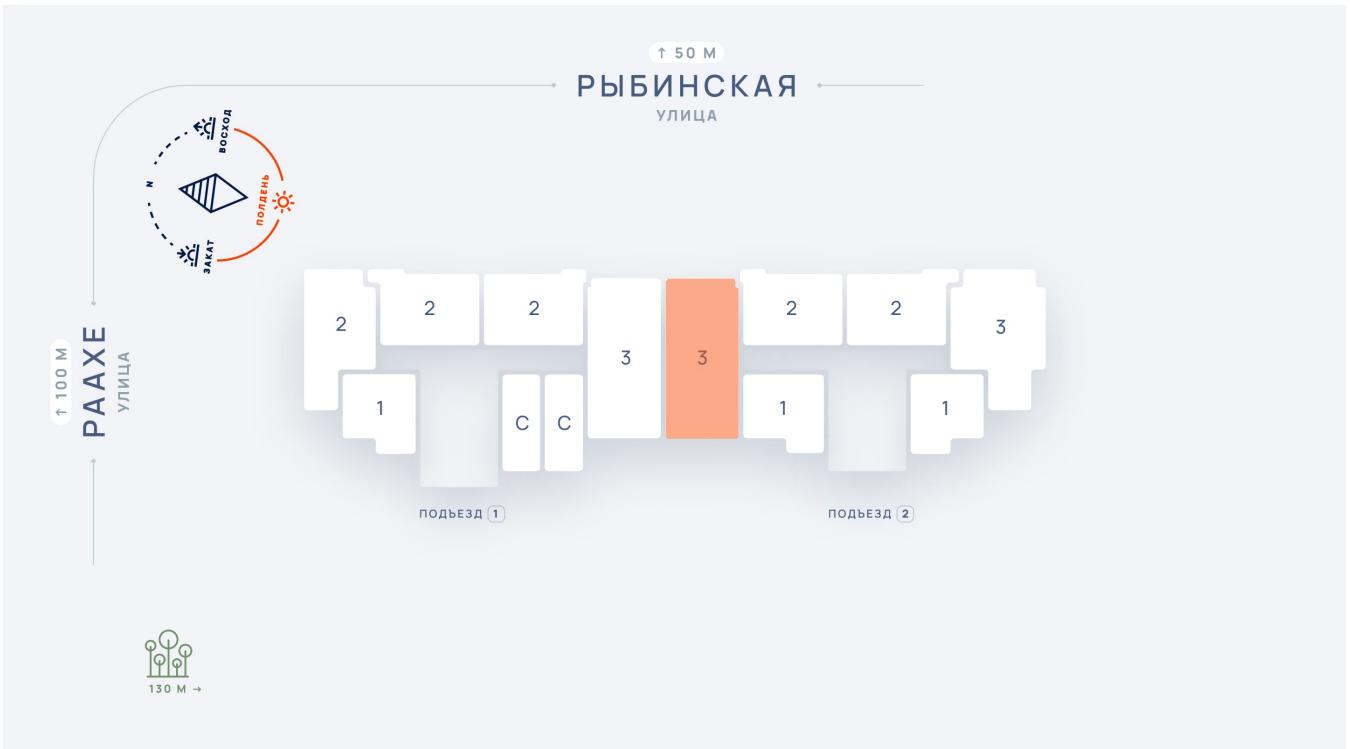 ↑ 50 М
РЫБИНСКАЯ
УЛИЦА
ВОСХОД
N
ПОЛДЕНЬ
ЗАКАТ
↑ 100 М
РААХЕ
УЛИЦА
2
2
2
3
3
2
2
3
1
С
С
1
1
ПОДЪЕЗД 1
ПОДЪЕЗД 2
130 М →